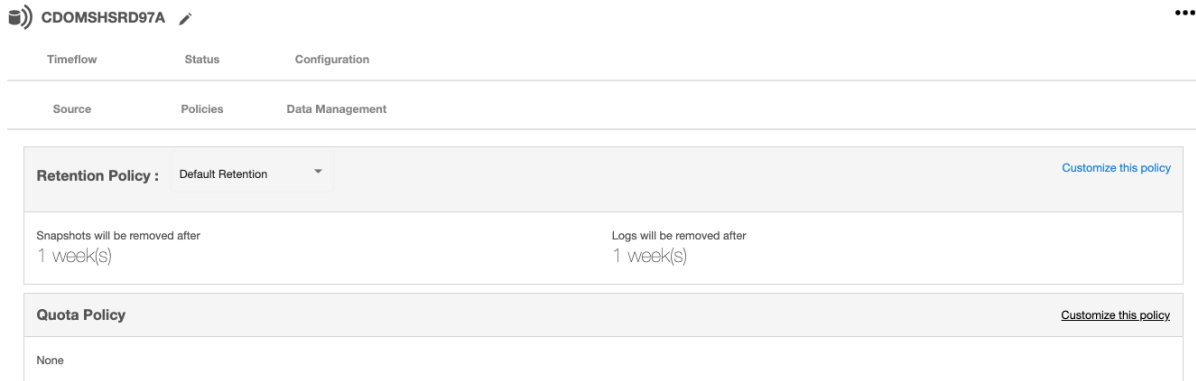 CDOMSHSRD97A
Timeflow Status Configuration
Source Policies Data Management
Retention Policy : Default Retention Customize this policy
Snapshots will be removed after Logs will be removed after
1 week(s) 1 week(s)
Quota Policy Customize this policy
None